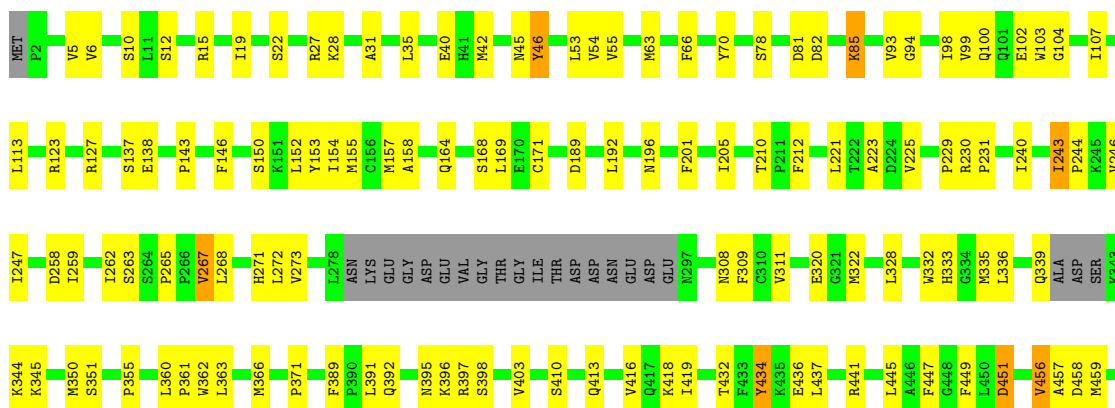 MET P2 V5 V6 S10 L11 S12 R15 I19 S22 R27 K28 A31 L35 E40 H41 M42 N45 Y46 L53 V54 V55 M63 F66 Y70 S78 D81 D82 K85 V93 G94 I98 V99 Q100 Q101 E102 W103 G104 I107
L113 R123 R127 S137 E138 P143 F146 S150 K151 L152 Y153 I154 M155 C156 M157 A158 Q164 S168 L169 E170 C171 D189 L192 N196 F201 I205 T210 P211 F212 L221 T222 A223 D224 V225 P229 R230 P231 I240 I243 P244 K245 V246
I247 D258 I259 I262 S263 S264 P265 P266 V267 L268 H271 L272 V273 L278 ASN LYS GLU GLY ASP GLU VAL GLY THR GLY ILE THR ASP ASP ASN GLU ASP GLU N297 N308 F309 C310 V311 E320 G321 M322 L328 W332 H333 G334 M335 L336 Q339 ALA ASP SER K343
K344 K345 M350 S351 P355 L360 P361 W362 L363 M366 P371 F389 P390 L391 Q392 N395 K396 R397 S398 V403 S410 Q413 V416 Q417 K418 I419 T432 F433 Y434 K435 E436 L437 R441 L445 A446 F447 G448 F449 L450 D451 V456 A457 D458 M459